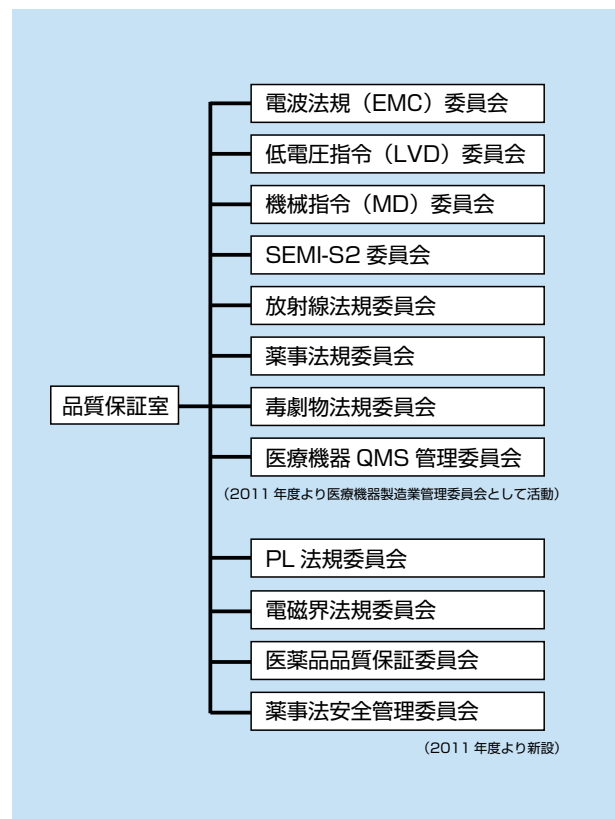 電波法規（EMC）委員会
低電圧指令（LVD）委員会
機械指令（MD）委員会
SEMI-S2 委員会
放射線法規委員会
薬事法規委員会
品質保証室
毒劇物法規委員会
医療機器 QMS 管理委員会
（2011 年度より医療機器製造業管理委員会として活動）
PL 法規委員会
電磁界法規委員会
医薬品品質保証委員会
薬事法安全管理委員会
（2011 年度より新設）